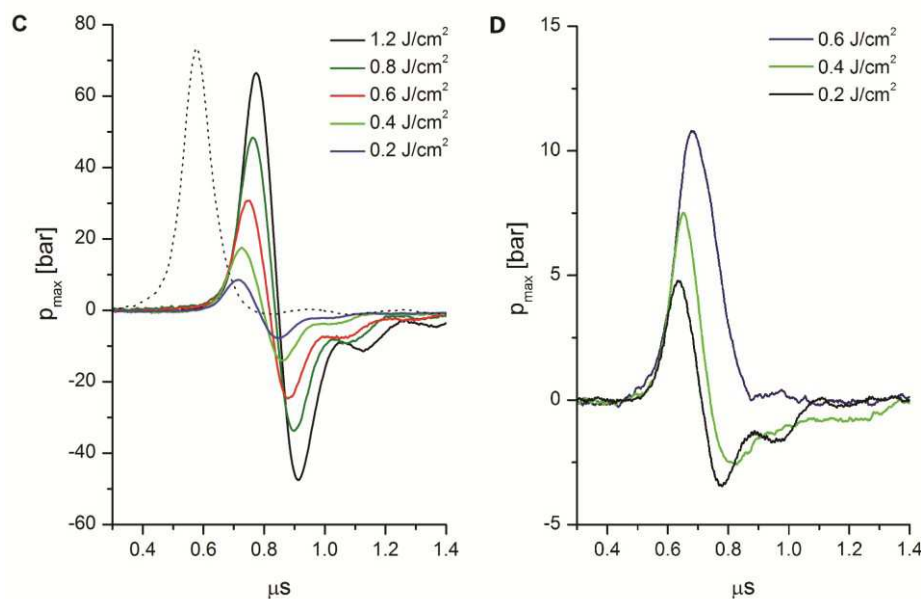 C
1.2 J/cm²
0.8 J/cm²
0.6 J/cm²
0.4 J/cm²
0.2 J/cm²
p_max [bar]
80
60
40
20
0
-20
-40
-60
0.4 0.6 0.8 1.0 1.2 1.4
μs
D
0.6 J/cm²
0.4 J/cm²
0.2 J/cm²
p_max [bar]
15
10
5
0
-5
0.4 0.6 0.8 1.0 1.2 1.4
μs